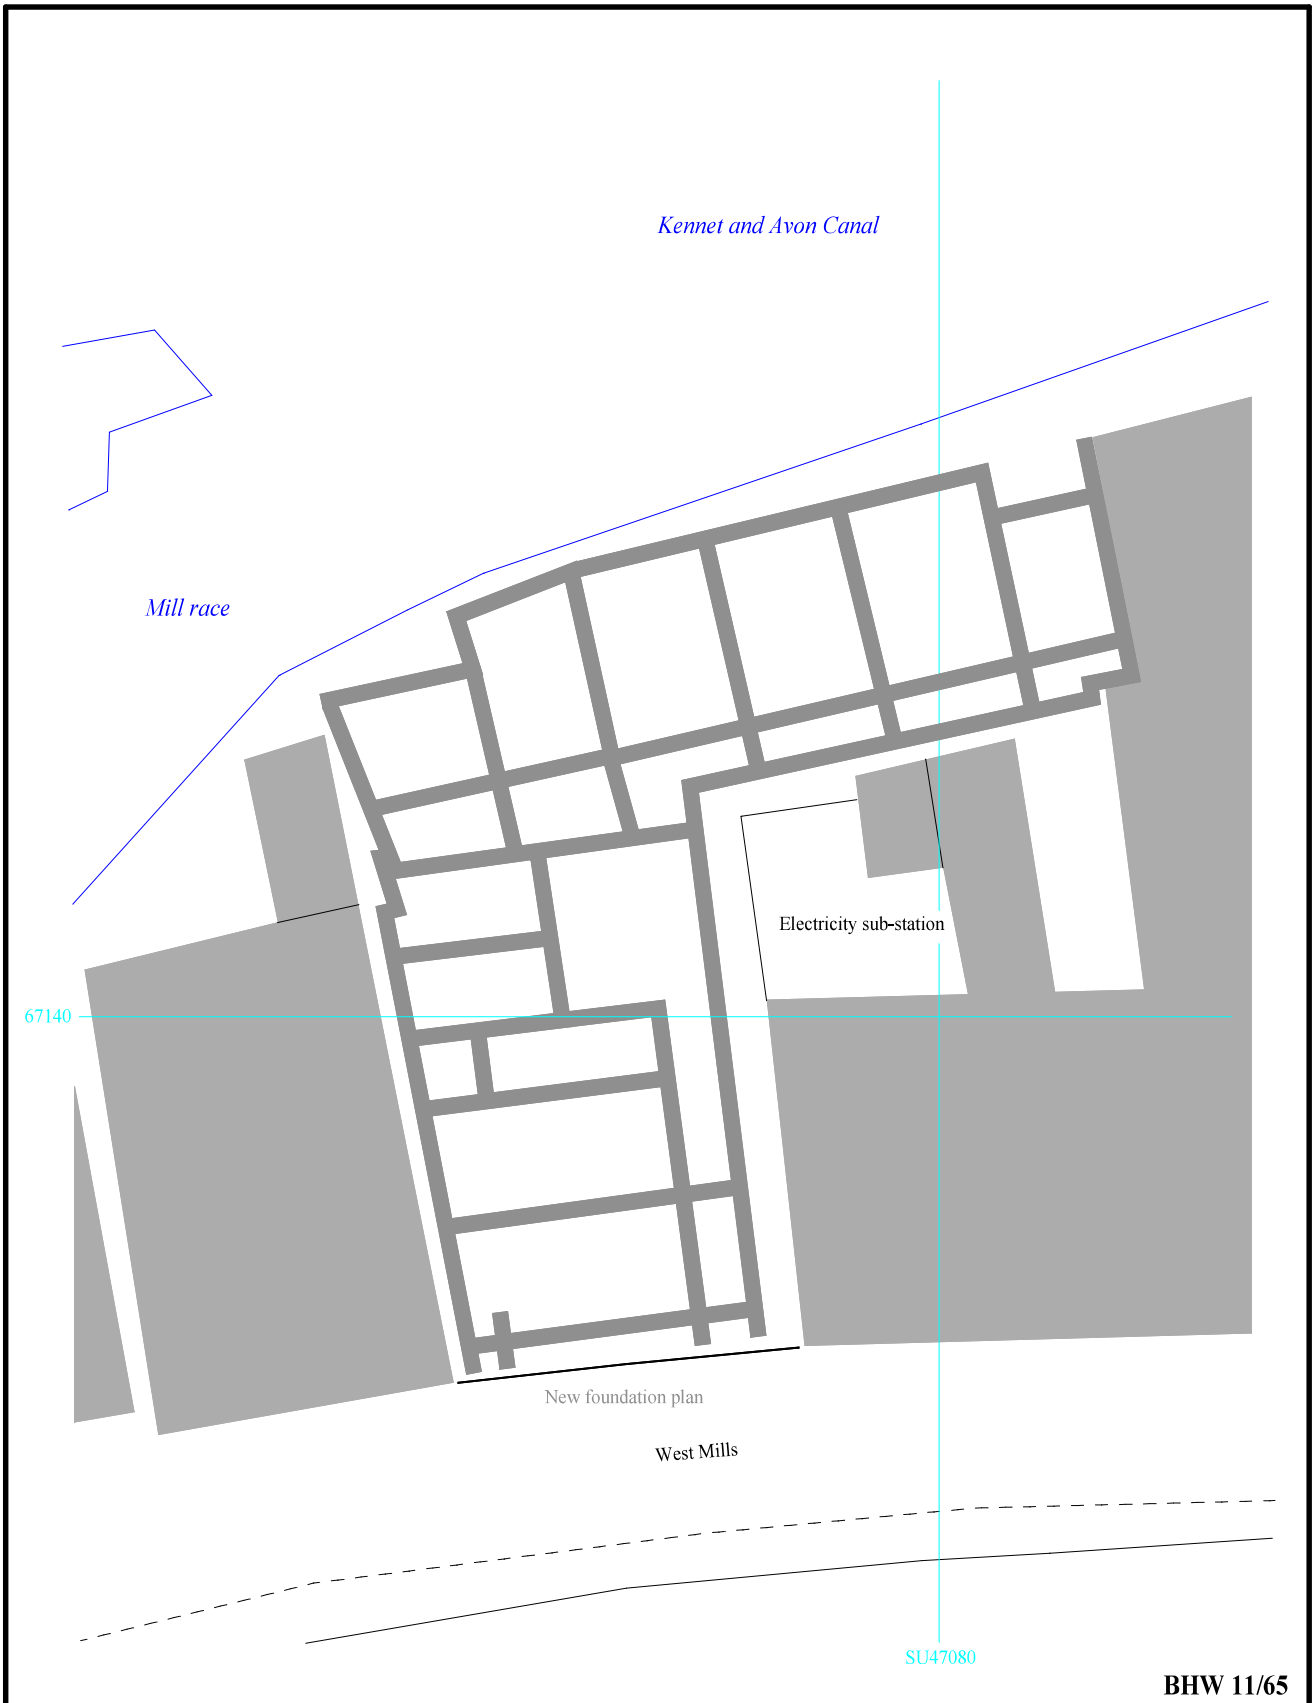 Kennet and Avon Canal
Mill race
Electricity sub-station
67140
New foundation plan
West Mills
SU47080
BHW 11/65